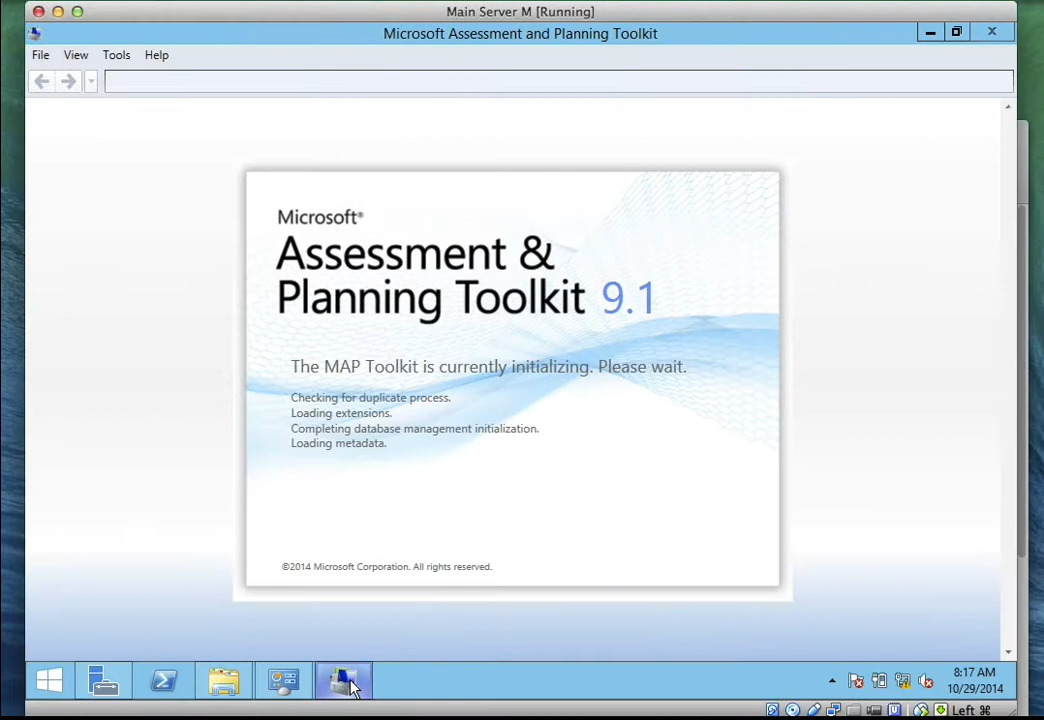 Main Server M [Running]
Microsoft Assessment and Planning Toolkit
File View Tools Help
Microsoft®
Assessment &
Planning Toolkit 9.1
The MAP Toolkit is currently initializing. Please wait.
Checking for duplicate process.
Loading extensions.
Completing database management initialization.
Loading metadata.
©2014 Microsoft Corporation. All rights reserved.
8:17 AM
10/29/2014
Left ⌘